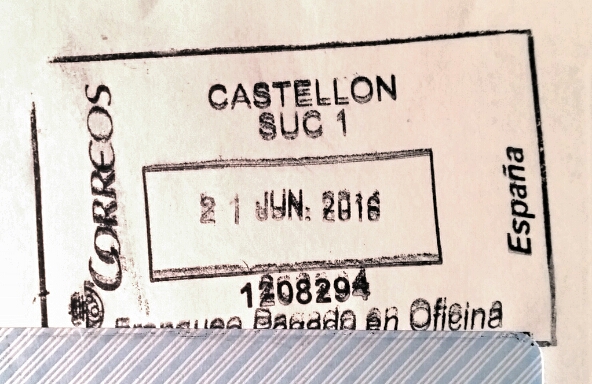 CORREOS
CASTELLON
SUC 1
21 JUN. 2016
1208294
Franqueo Pagado en Oficina
España